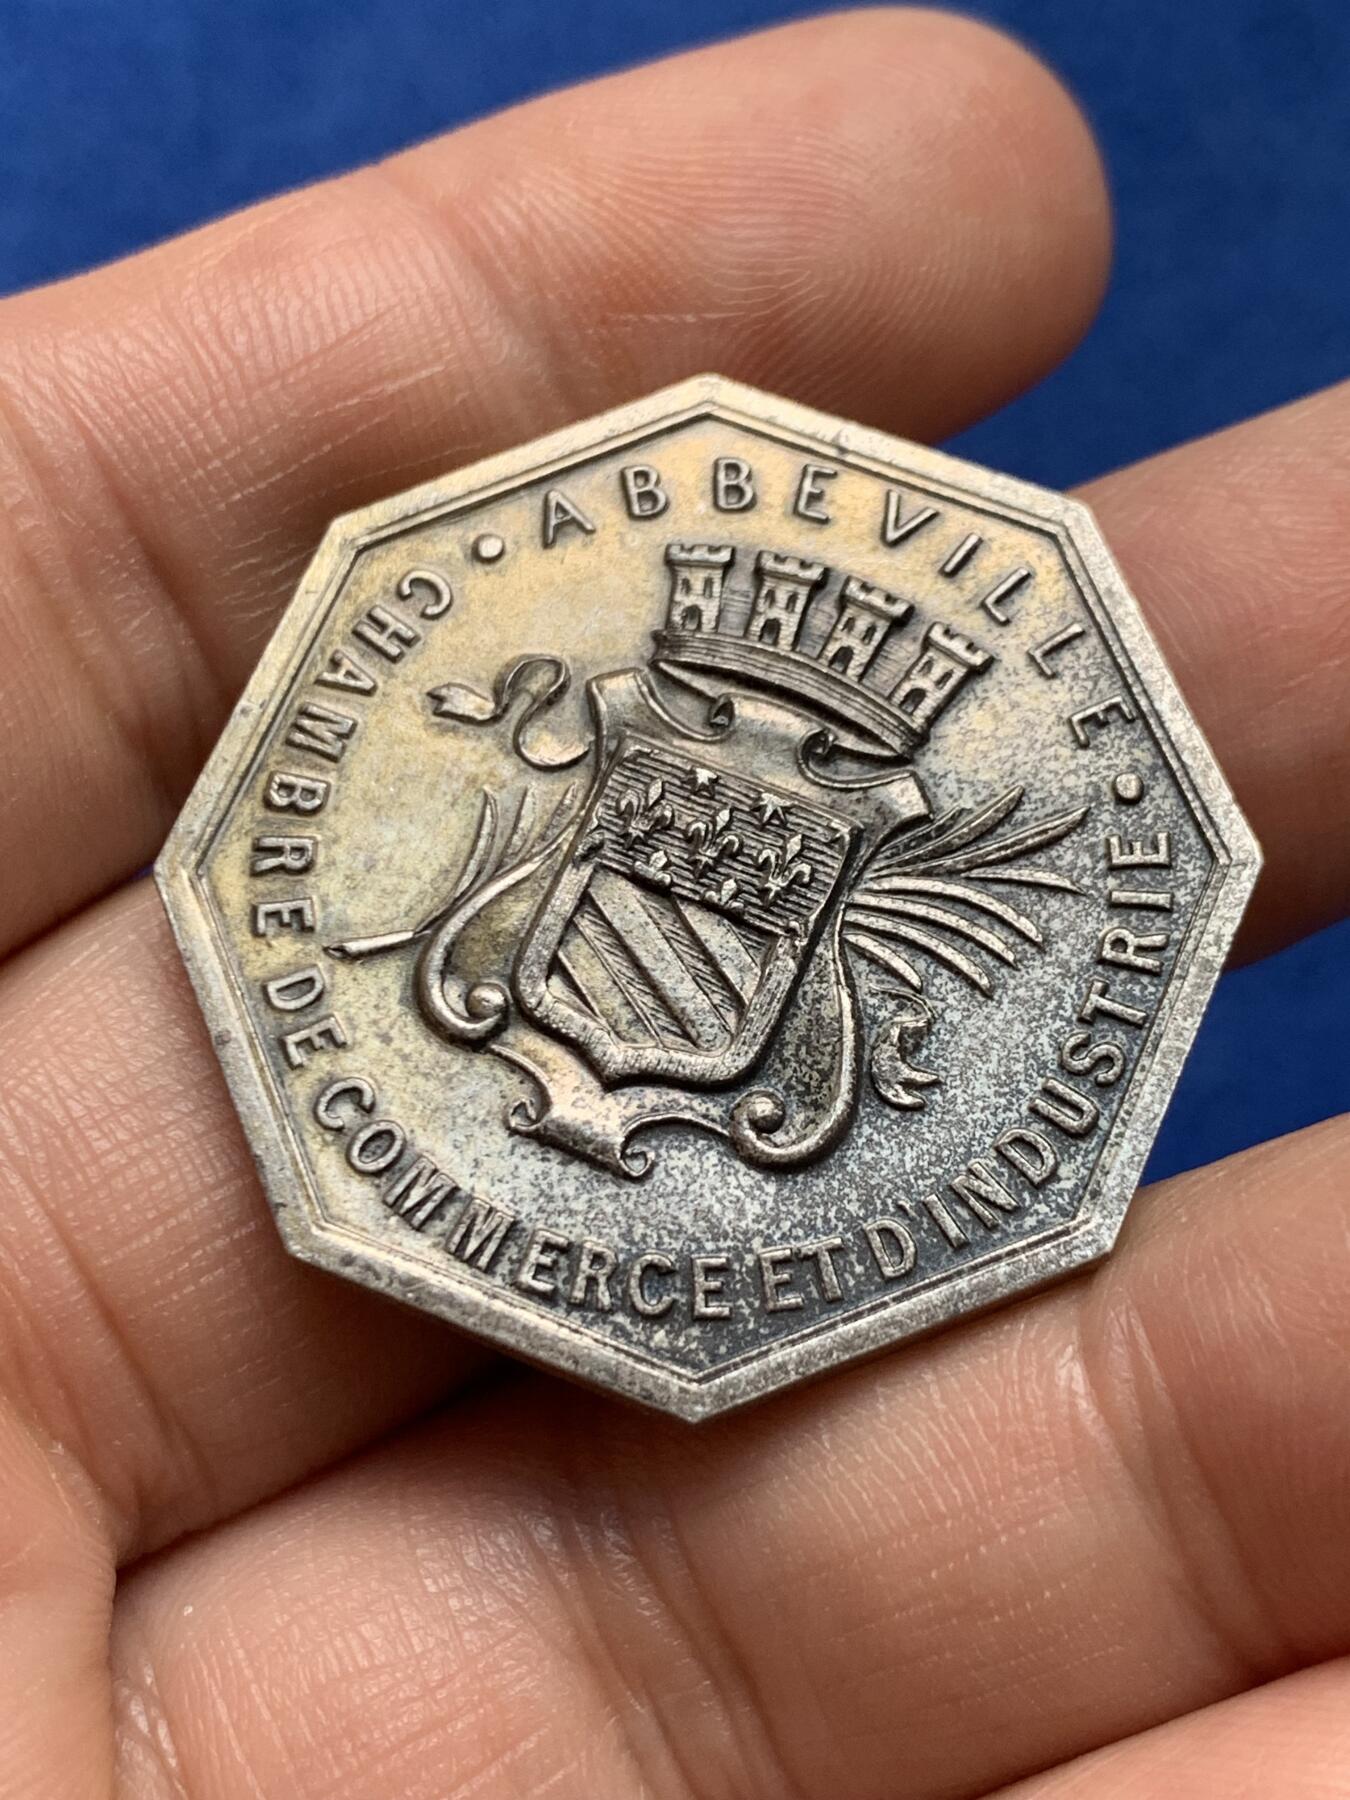 • ABBEVILLE •
CHAMBRE DE COMMERCE ET D'INDUSTRIE